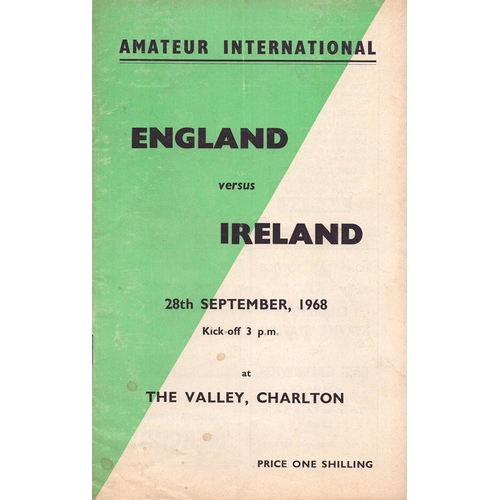 AMATEUR INTERNATIONAL
ENGLAND
versus
IRELAND
28th SEPTEMBER, 1968
Kick-off 3 p.m.
at
THE VALLEY, CHARLTON
PRICE ONE SHILLING